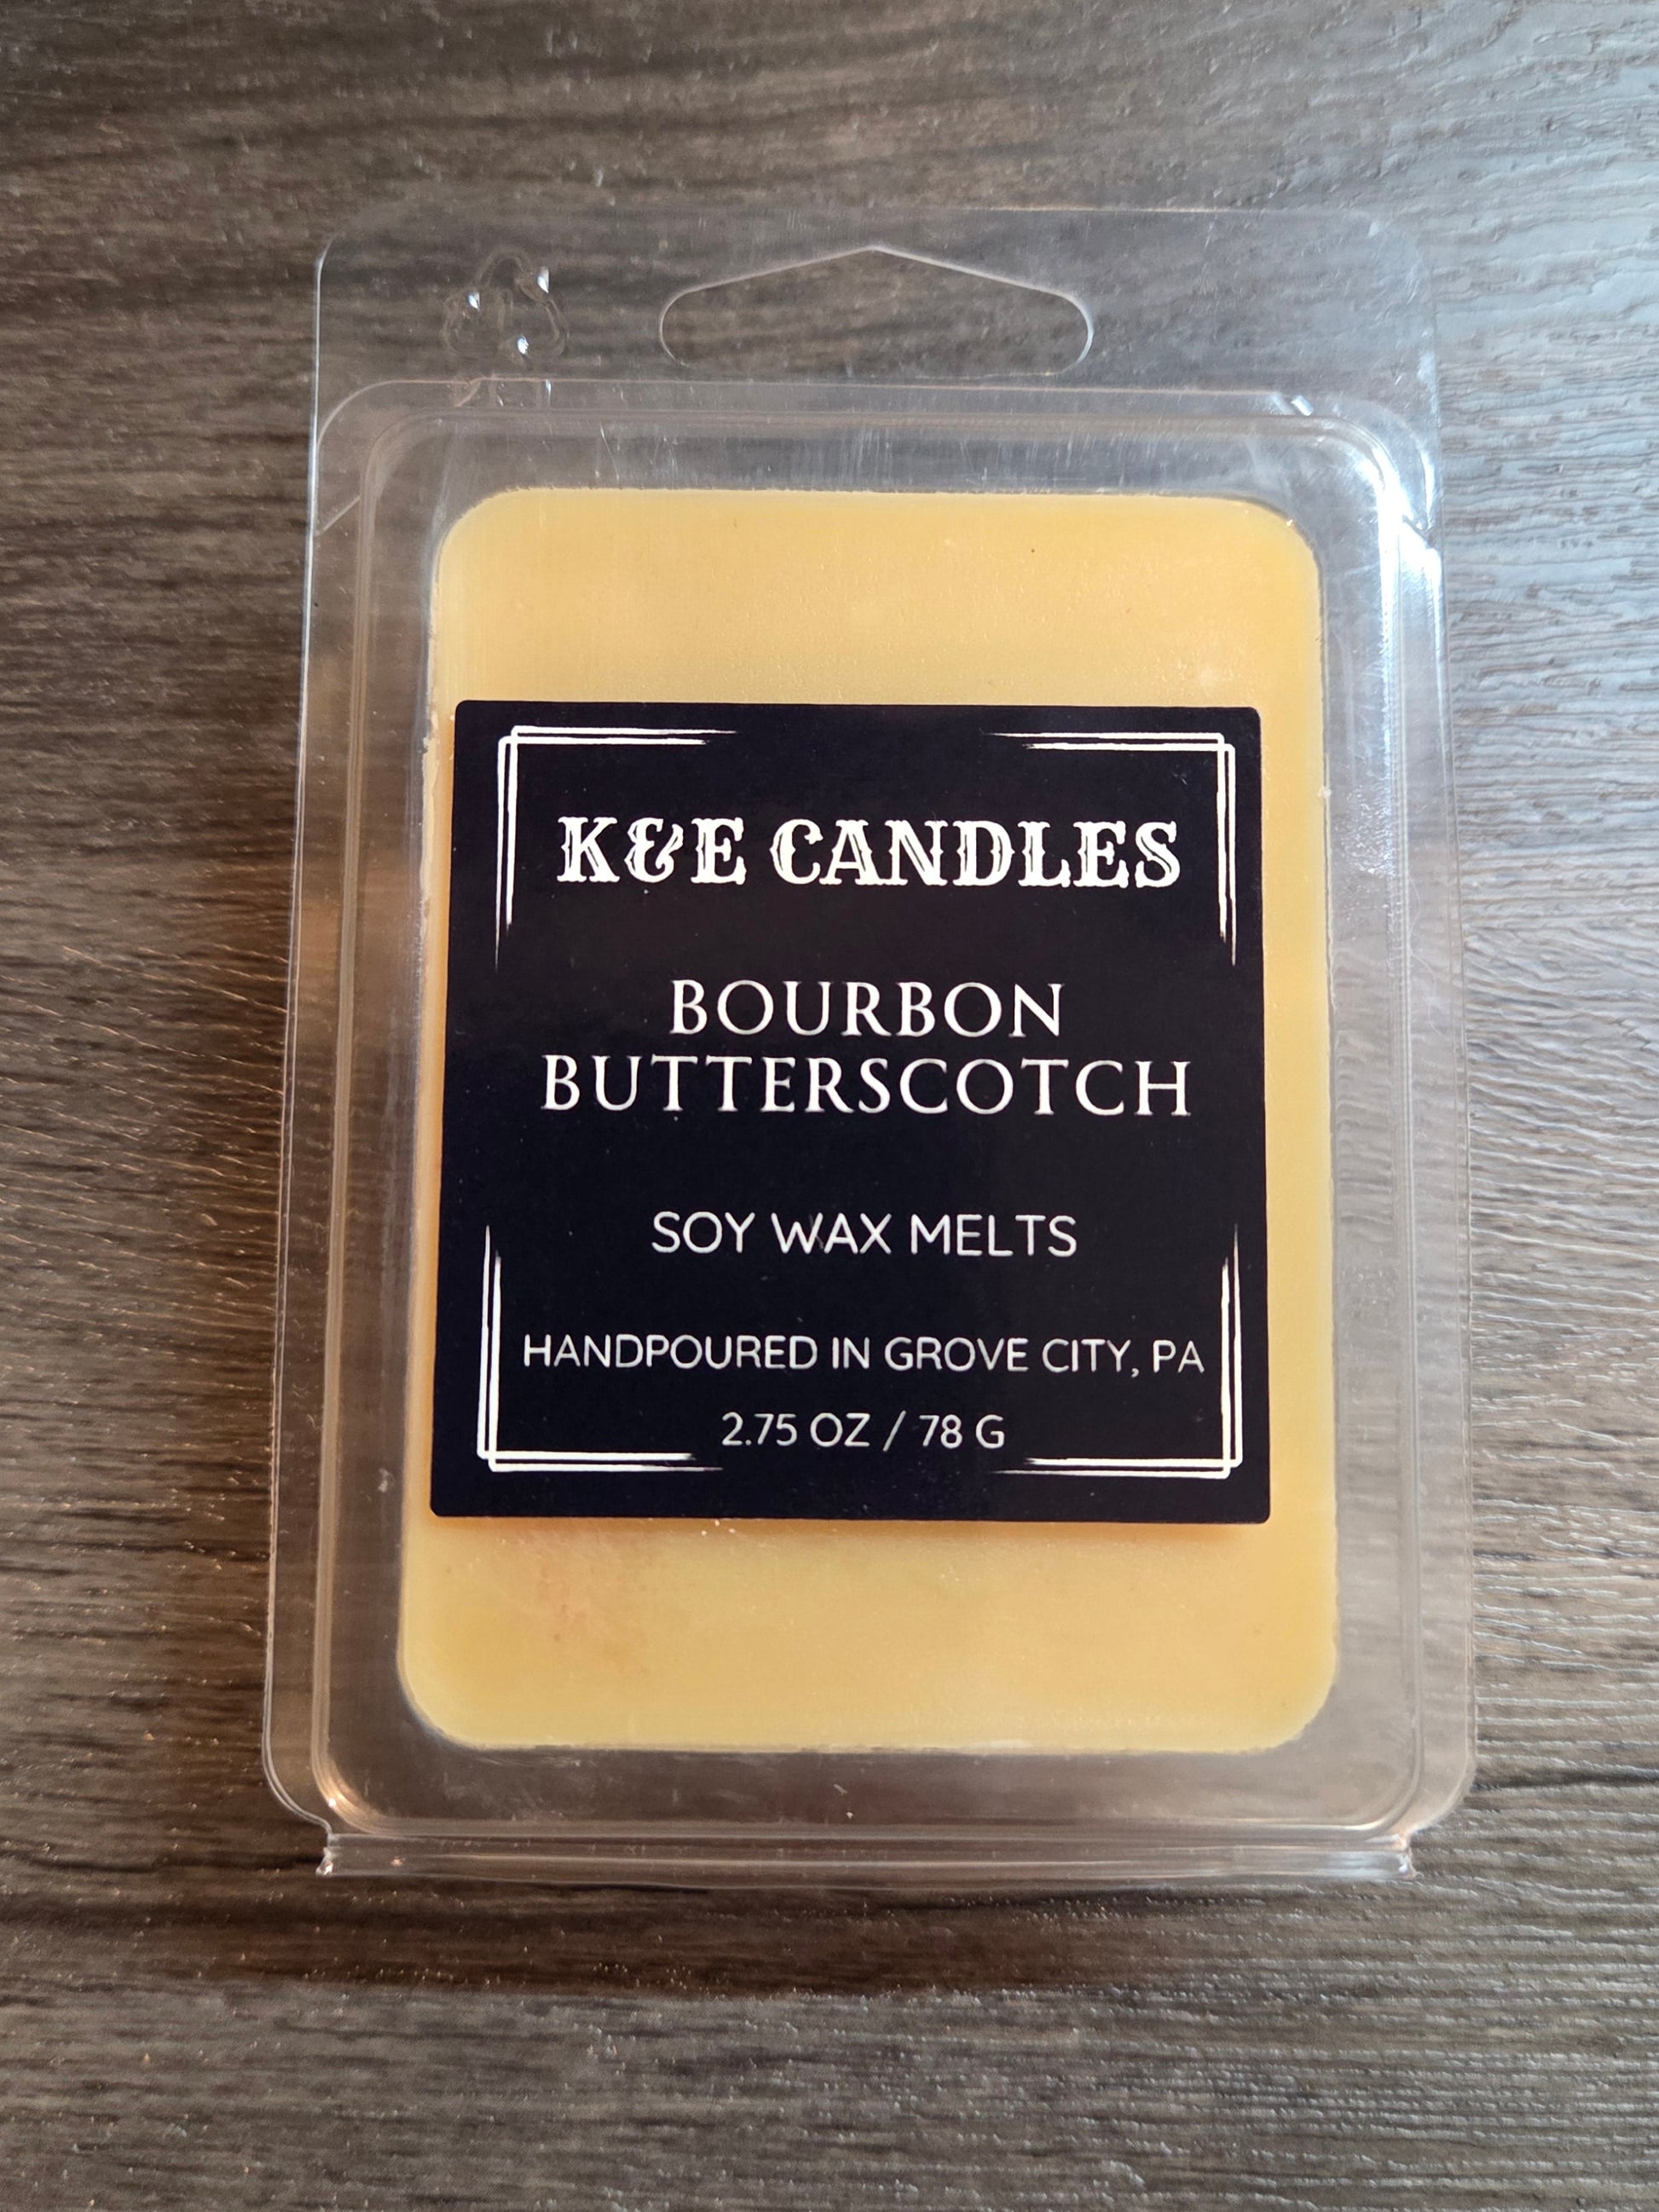 K&E CANDLES
BOURBON
BUTTERSCOTCH
SOY WAX MELTS
HANDPOURED IN GROVE CITY, PA
2.75 OZ / 78 G